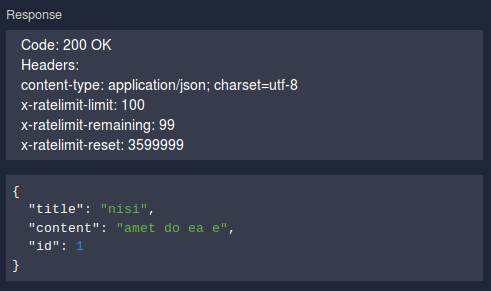 Response
Code: 200 OK
Headers:
content-type: application/json; charset=utf-8
x-ratelimit-limit: 100
x-ratelimit-remaining: 99
x-ratelimit-reset: 3599999
{
  "title": "nisi",
  "content": "amet do ea e",
  "id": 1
}